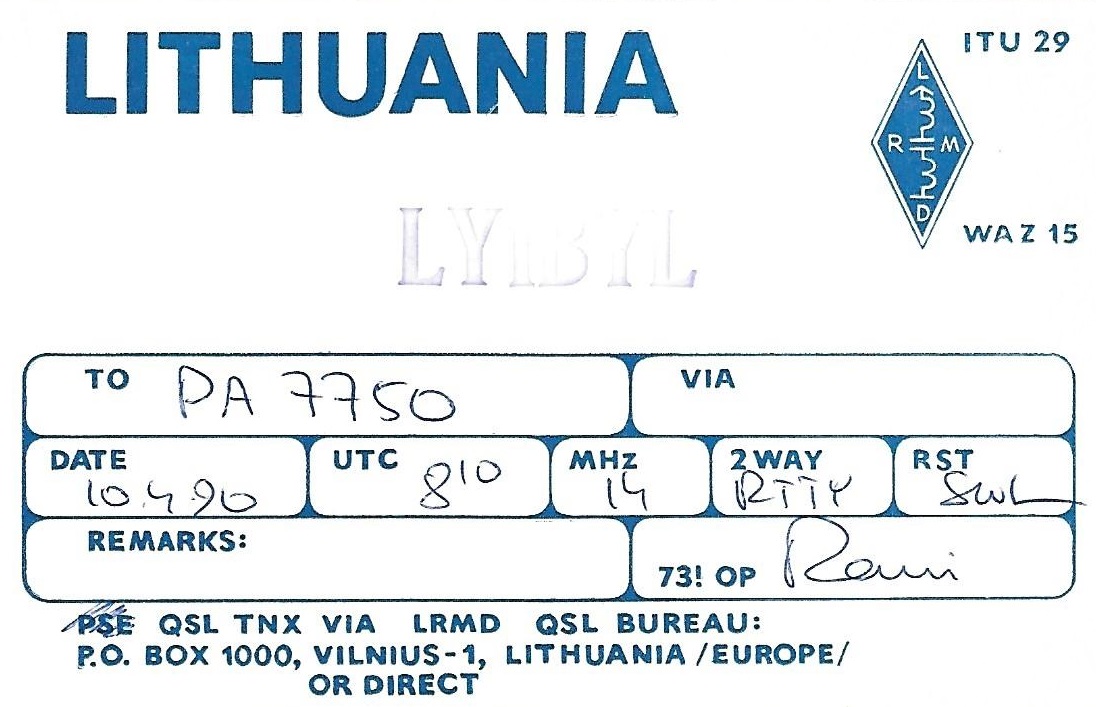 LITHUANIA
ITU 29
L
R M
D
WAZ 15
LY1BYL
TO PA 7750 VIA
DATE 10.4.90 UTC 8 10 MHz 14 2WAY RTTY RST SWL
REMARKS:
73! OP
PSE QSL TNX VIA LRMD QSL BUREAU:
P.O. BOX 1000, VILNIUS-1, LITHUANIA /EUROPE/
OR DIRECT